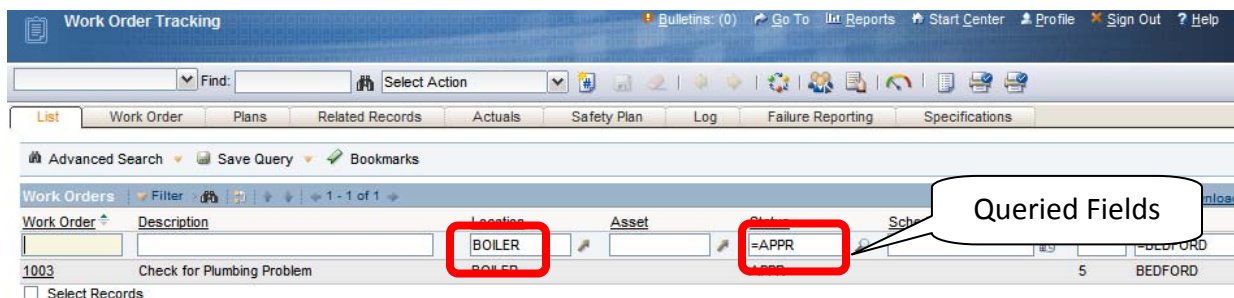 Work Order Tracking Bulletins: (0) Go To Reports Start Center Profile Sign Out ? Help
Find: Select Action
List Work Order Plans Related Records Actuals Safety Plan Log Failure Reporting Specifications
Advanced Search Save Query Bookmarks
Work Orders Filter 1 - 1 of 1
Queried Fields
Work Order Description Location Asset Status
BOILER =APPR =BEDFORD
1003 Check for Plumbing Problem BOILER APPR 5 BEDFORD
Select Records